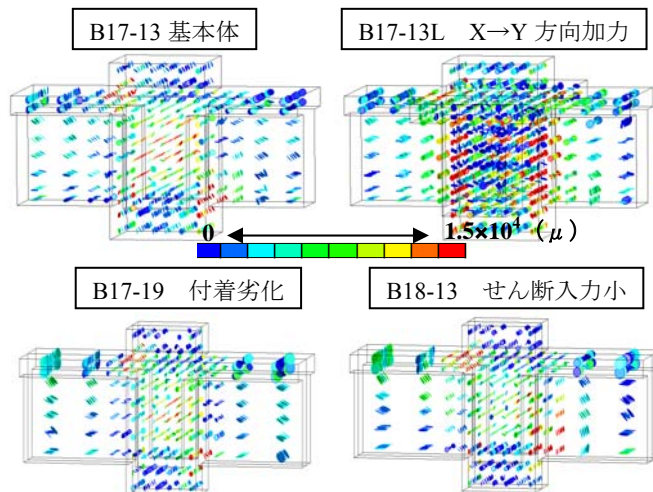 B17-13 基本体
B17-13L X→Y 方向加力
0
1.5×10⁴ (μ)
B17-19 付着劣化
B18-13 せん断入力小